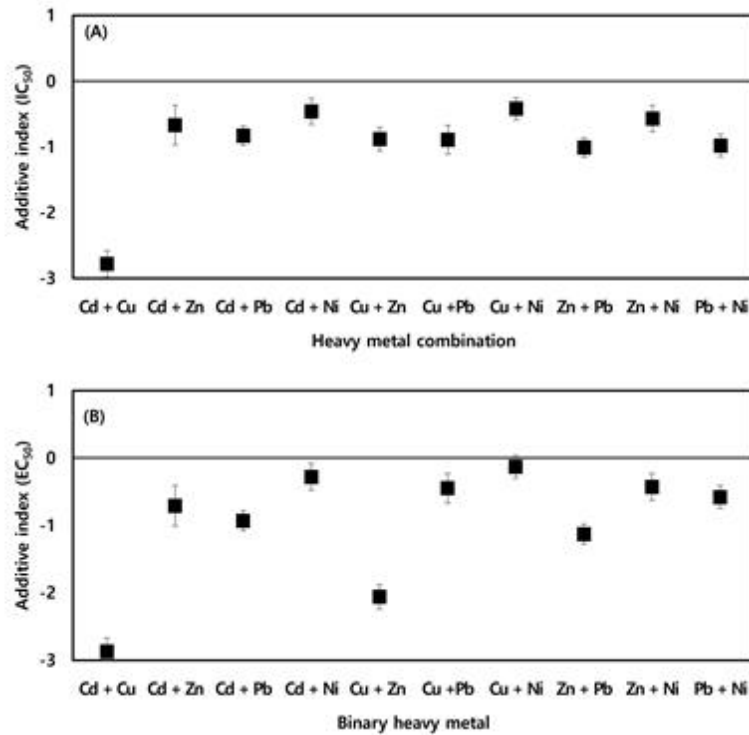 (A)
Additive index (IC₅₀)
1
0
-1
-2
-3
Cd + Cu Cd + Zn Cd + Pb Cd + Ni Cu + Zn Cu +Pb Cu + Ni Zn + Pb Zn + Ni Pb + Ni
Heavy metal combination
(B)
Additive index (EC₅₀)
1
0
-1
-2
-3
Cd + Cu Cd + Zn Cd + Pb Cd + Ni Cu + Zn Cu +Pb Cu + Ni Zn + Pb Zn + Ni Pb + Ni
Binary heavy metal